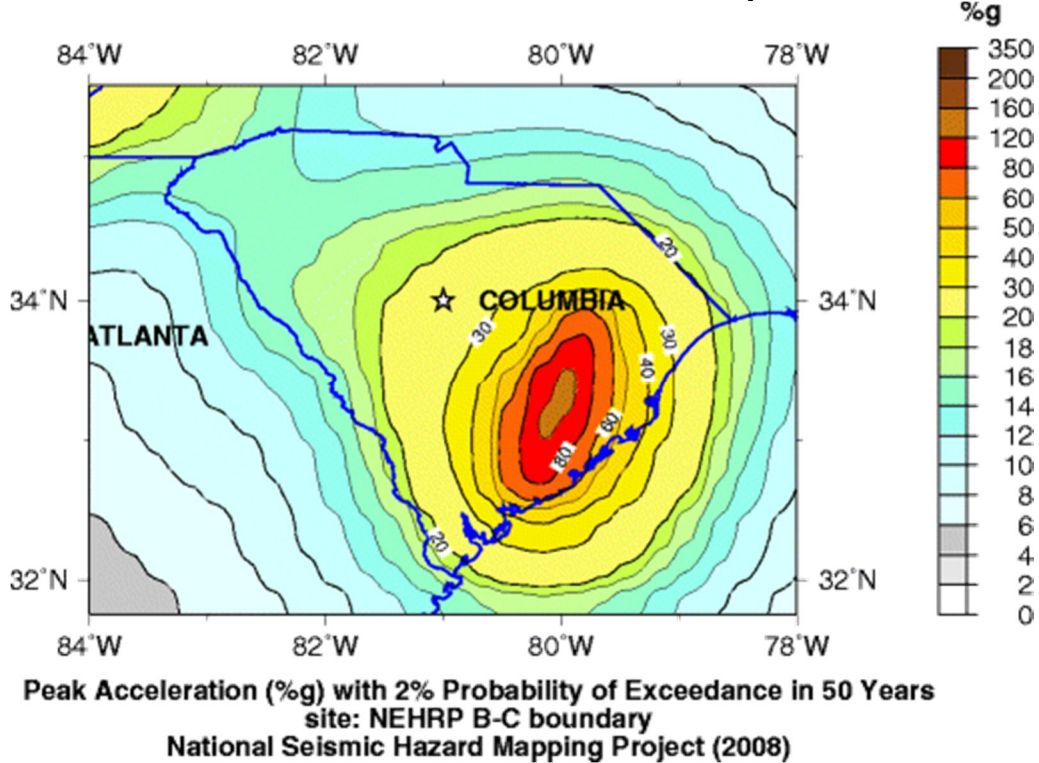 %g
84°W 82°W 80°W 78°W
350
200
160
120
80
60
50
40
30
20
18
16
14
12
10
8
6
4
2
0
20
34°N 34°N
COLUMBIA
ATLANTA
30
30
40
60
80
20
32°N 32°N
84°W 82°W 80°W 78°W
Peak Acceleration (%g) with 2% Probability of Exceedance in 50 Years
site: NEHRP B-C boundary
National Seismic Hazard Mapping Project (2008)